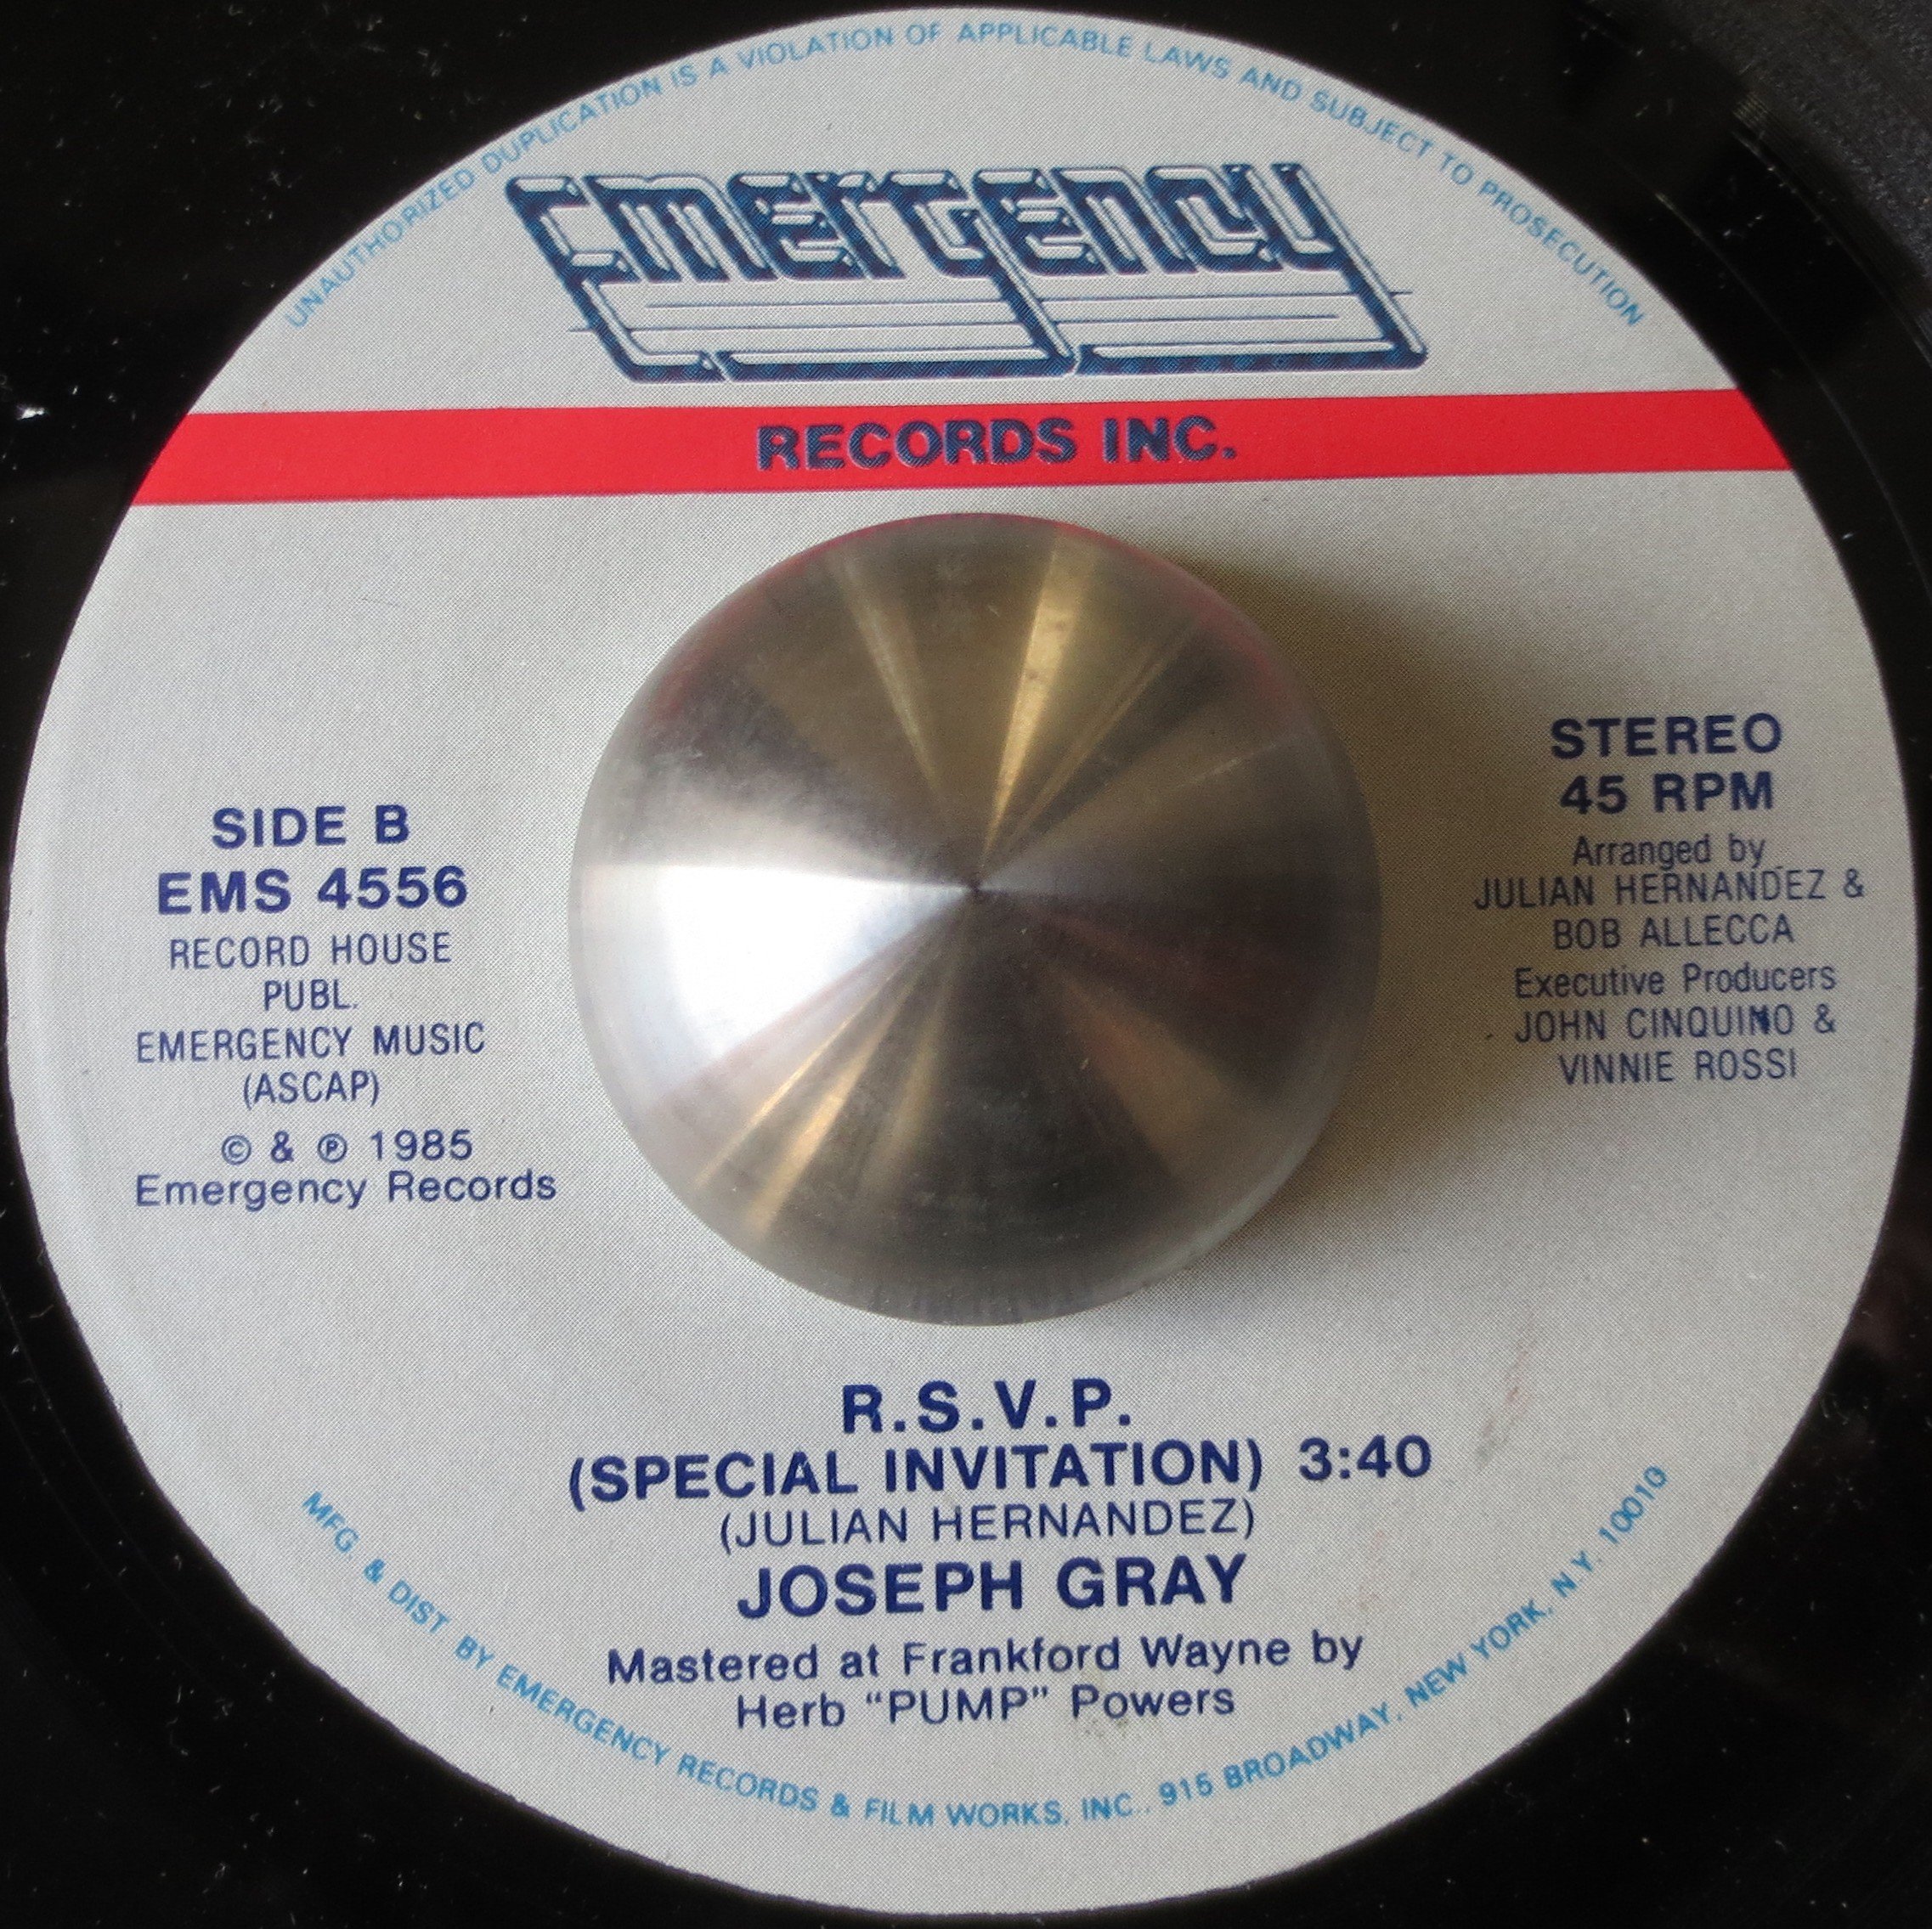 UNAUTHORIZED DUPLICATION IS A VIOLATION OF APPLICABLE LAWS AND SUBJECT TO PROSECUTION
Emergency
RECORDS INC.
SIDE B
EMS 4556
RECORD HOUSE
PUBL.
EMERGENCY MUSIC
(ASCAP)
© & ℗ 1985
Emergency Records
STEREO
45 RPM
Arranged by
JULIAN HERNANDEZ &
BOB ALLECCA
Executive Producers
JOHN CINQUINO &
VINNIE ROSSI
R.S.V.P.
(SPECIAL INVITATION) 3:40
(JULIAN HERNANDEZ)
JOSEPH GRAY
Mastered at Frankford Wayne by
Herb "PUMP" Powers
MFG. & DIST. BY EMERGENCY RECORDS & FILM WORKS, INC., 915 BROADWAY, NEW YORK, N.Y. 10010